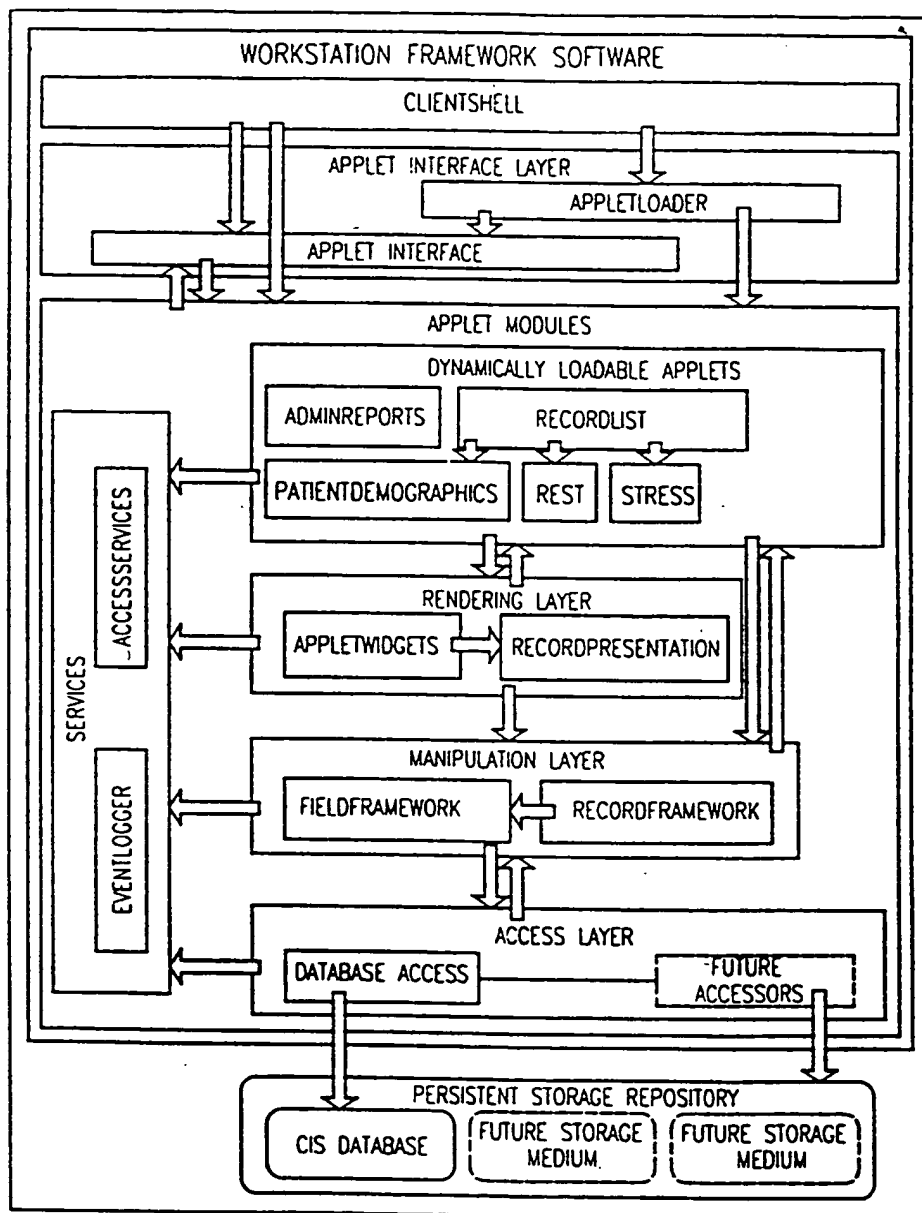 WORKSTATION FRAMEWORK SOFTWARE
CLIENTSHELL
APPLET INTERFACE LAYER
APPLETLOADER
APPLET INTERFACE
APPLET MODULES
DYNAMICALLY LOADABLE APPLETS
ADMINREPORTS
RECORDLIST
PATIENTDEMOGRAPHICS
REST
STRESS
SERVICES
ACCESSSERVICES
EVENTLOGGER
RENDERING LAYER
APPLETWIDGETS
RECORDPRESENTATION
MANIPULATION LAYER
FIELDFRAMEWORK
RECORDFRAMEWORK
ACCESS LAYER
DATABASE ACCESS
FUTURE
ACCESSORS
PERSISTENT STORAGE REPOSITORY
CIS DATABASE
FUTURE STORAGE
MEDIUM
FUTURE STORAGE
MEDIUM